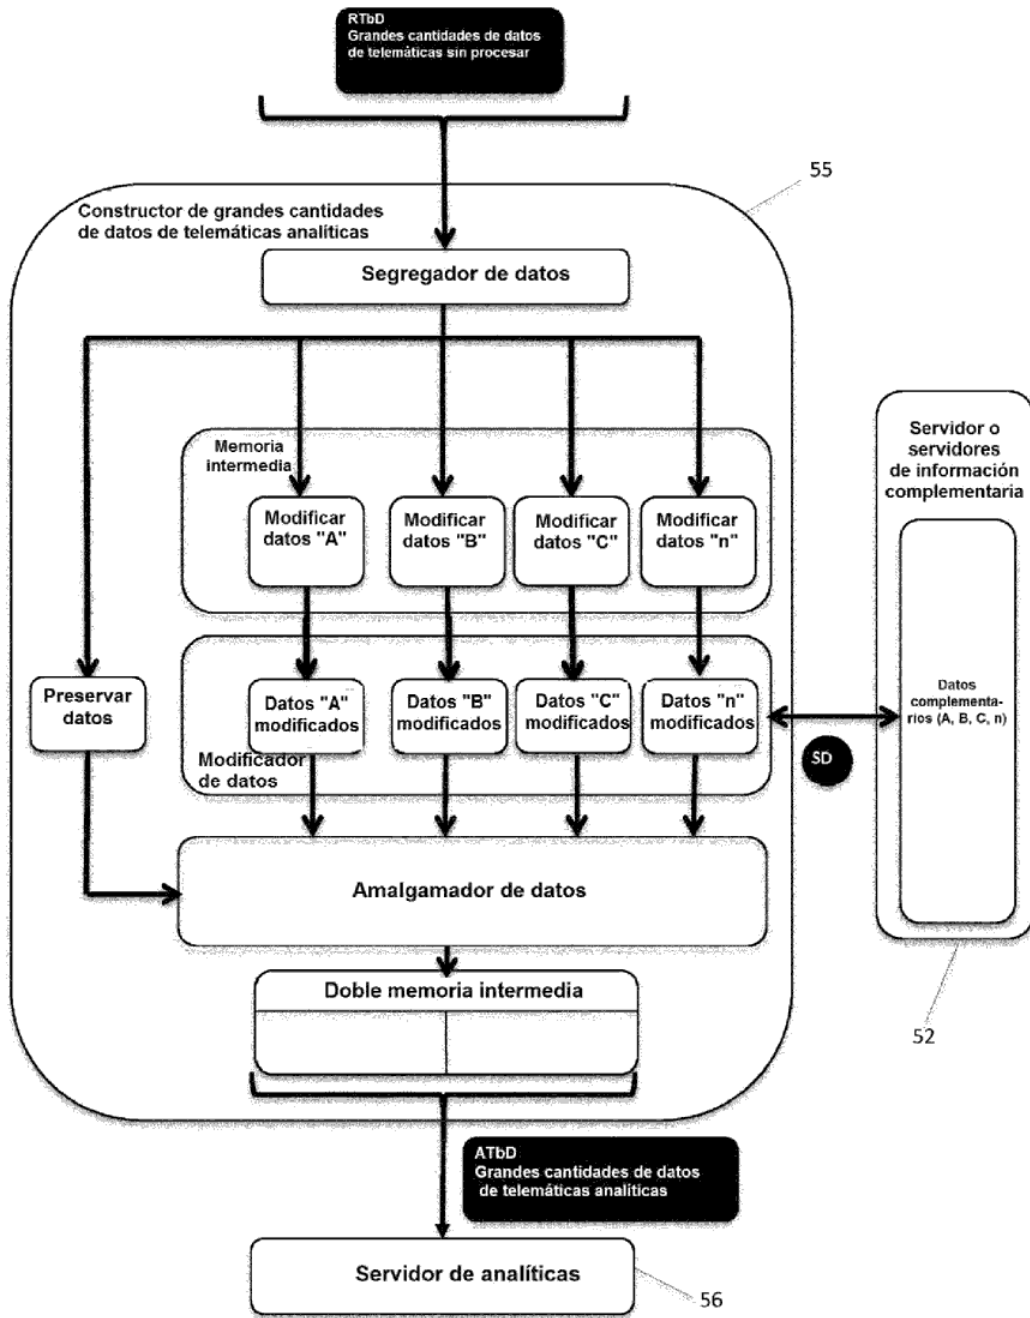 RTbD
Grandes cantidades de datos
de telemáticas sin procesar
55
Constructor de grandes cantidades
de datos de telemáticas analíticas
Segregador de datos
Memoria
intermedia
Modificar
datos "A"
Modificar
datos "B"
Modificar
datos "C"
Modificar
datos "n"
Servidor o
servidores
de información
complementaria
Preservar
datos
Datos "A"
modificados
Datos "B"
modificados
Datos "C"
modificados
Datos "n"
modificados
Modificador
de datos
SD
Datos
complementa-
rios (A, B, C, n)
Amalgamador de datos
Doble memoria intermedia
52
ATbD
Grandes cantidades de datos
de telemáticas analíticas
Servidor de analíticas
56